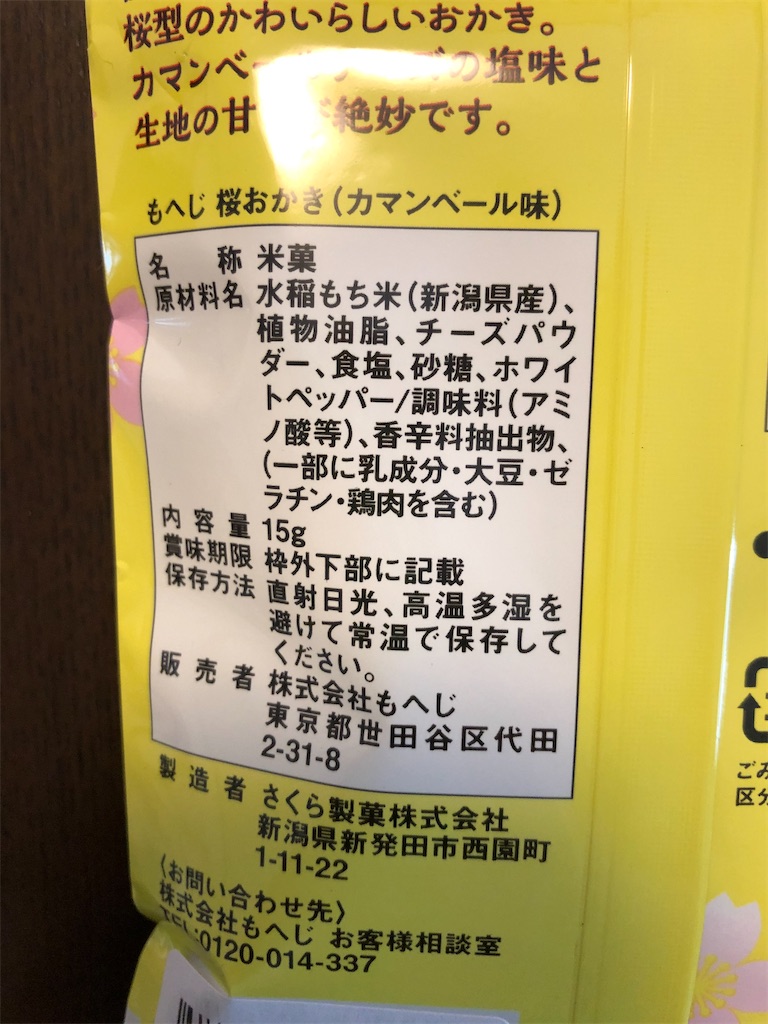 桜型のかわいらしいおかき。
カマンベールチーズの塩味と
生地の甘 絶妙です。
もへじ 桜おかき(カマンベール味)
名称 米菓
原材料名 水稲もち米(新潟県産)、
植物油脂、チーズパウ
ダー、食塩、砂糖、ホワイ
トペッパー/調味料(アミ
ノ酸等)、香辛料抽出物、
(一部に乳成分・大豆・ゼ
ラチン・鶏肉を含む)
内容量 15g
賞味期限 枠外下部に記載
保存方法 直射日光、高温多湿を
避けて常温で保存して
ください。
販売者 株式会社もへじ
東京都世田谷区代田
2-31-8
製造者 さくら製菓株式会社
新潟県新発田市西園町
1-11-22
〈お問い合わせ先〉
株式会社もへじ お客様相談室
TEL:0120-014-337
ごみ
区分